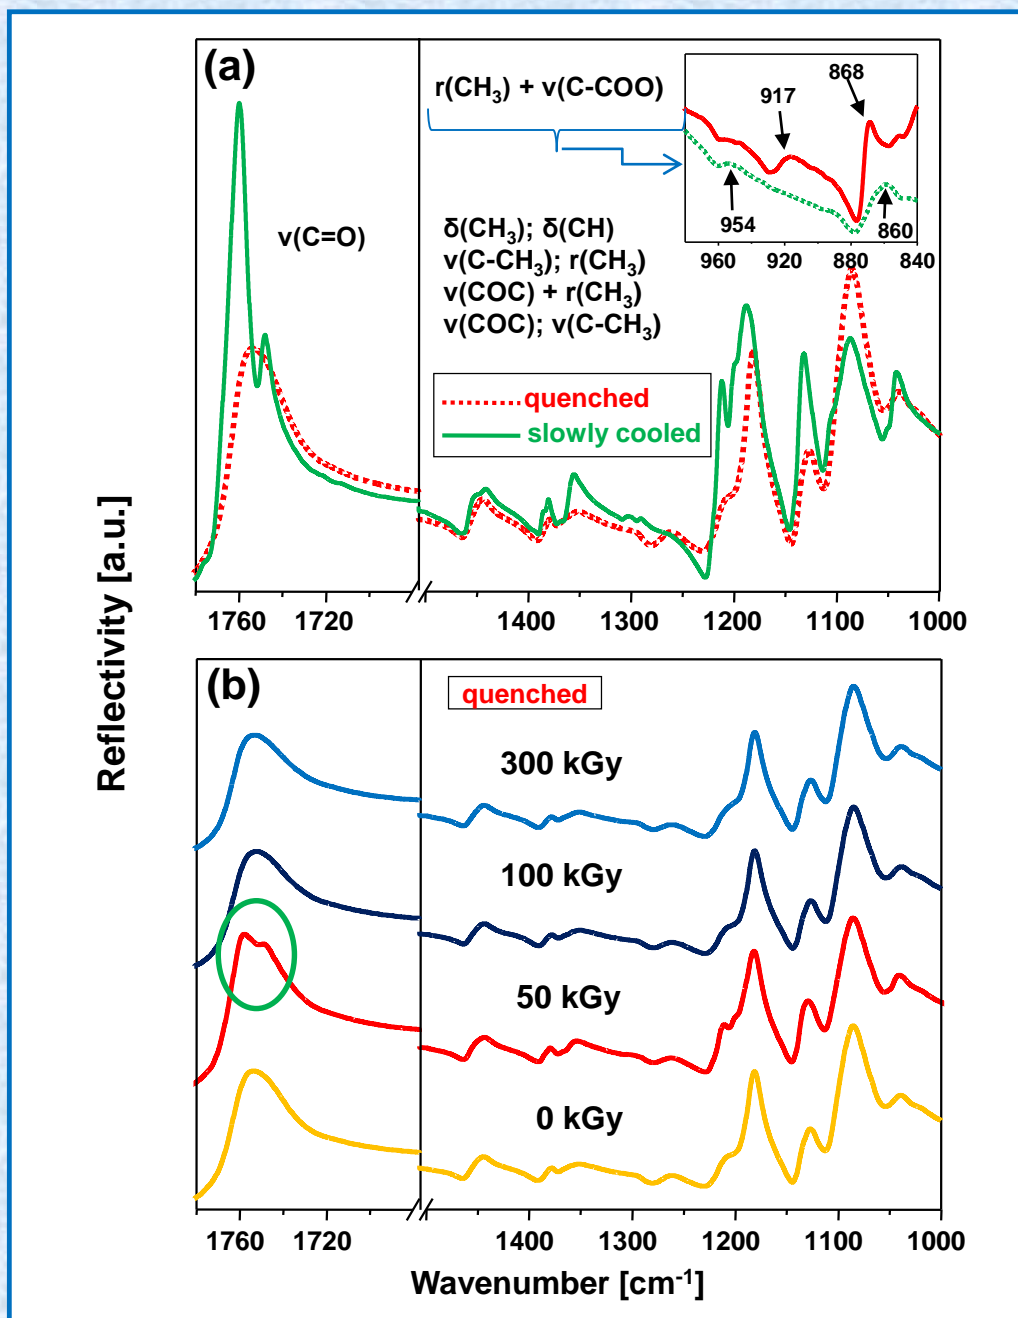 (a)
r(CH₃) + ν(C-COO)
917
868
954
860
960
920
880
840
ν(C=O)
δ(CH₃); δ(CH)
ν(C-CH₃); r(CH₃)
ν(COC) + r(CH₃)
ν(COC); ν(C-CH₃)
quenched
slowly cooled
1760
1720
1400
1300
1200
1100
1000
Reflectivity [a.u.]
(b)
quenched
300 kGy
100 kGy
50 kGy
0 kGy
1760
1720
1400
1300
1200
1100
1000
Wavenumber [cm⁻¹]